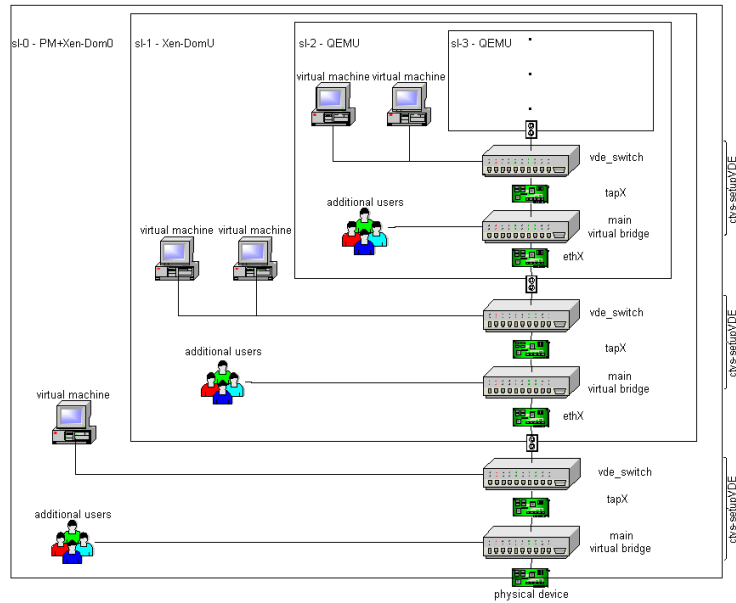 sl-0 - PM+Xen-Dom0
sl-1 - Xen-DomU
sl-2 - QEMU
sl-3 - QEMU
virtual machine
virtual machine
vde_switch
tapX
additional users
main
virtual bridge
ethX
ctys-setupVDE
virtual machine
virtual machine
vde_switch
tapX
additional users
main
virtual bridge
ethX
ctys-setupVDE
virtual machine
vde_switch
tapX
additional users
main
virtual bridge
ctys-setupVDE
physical device